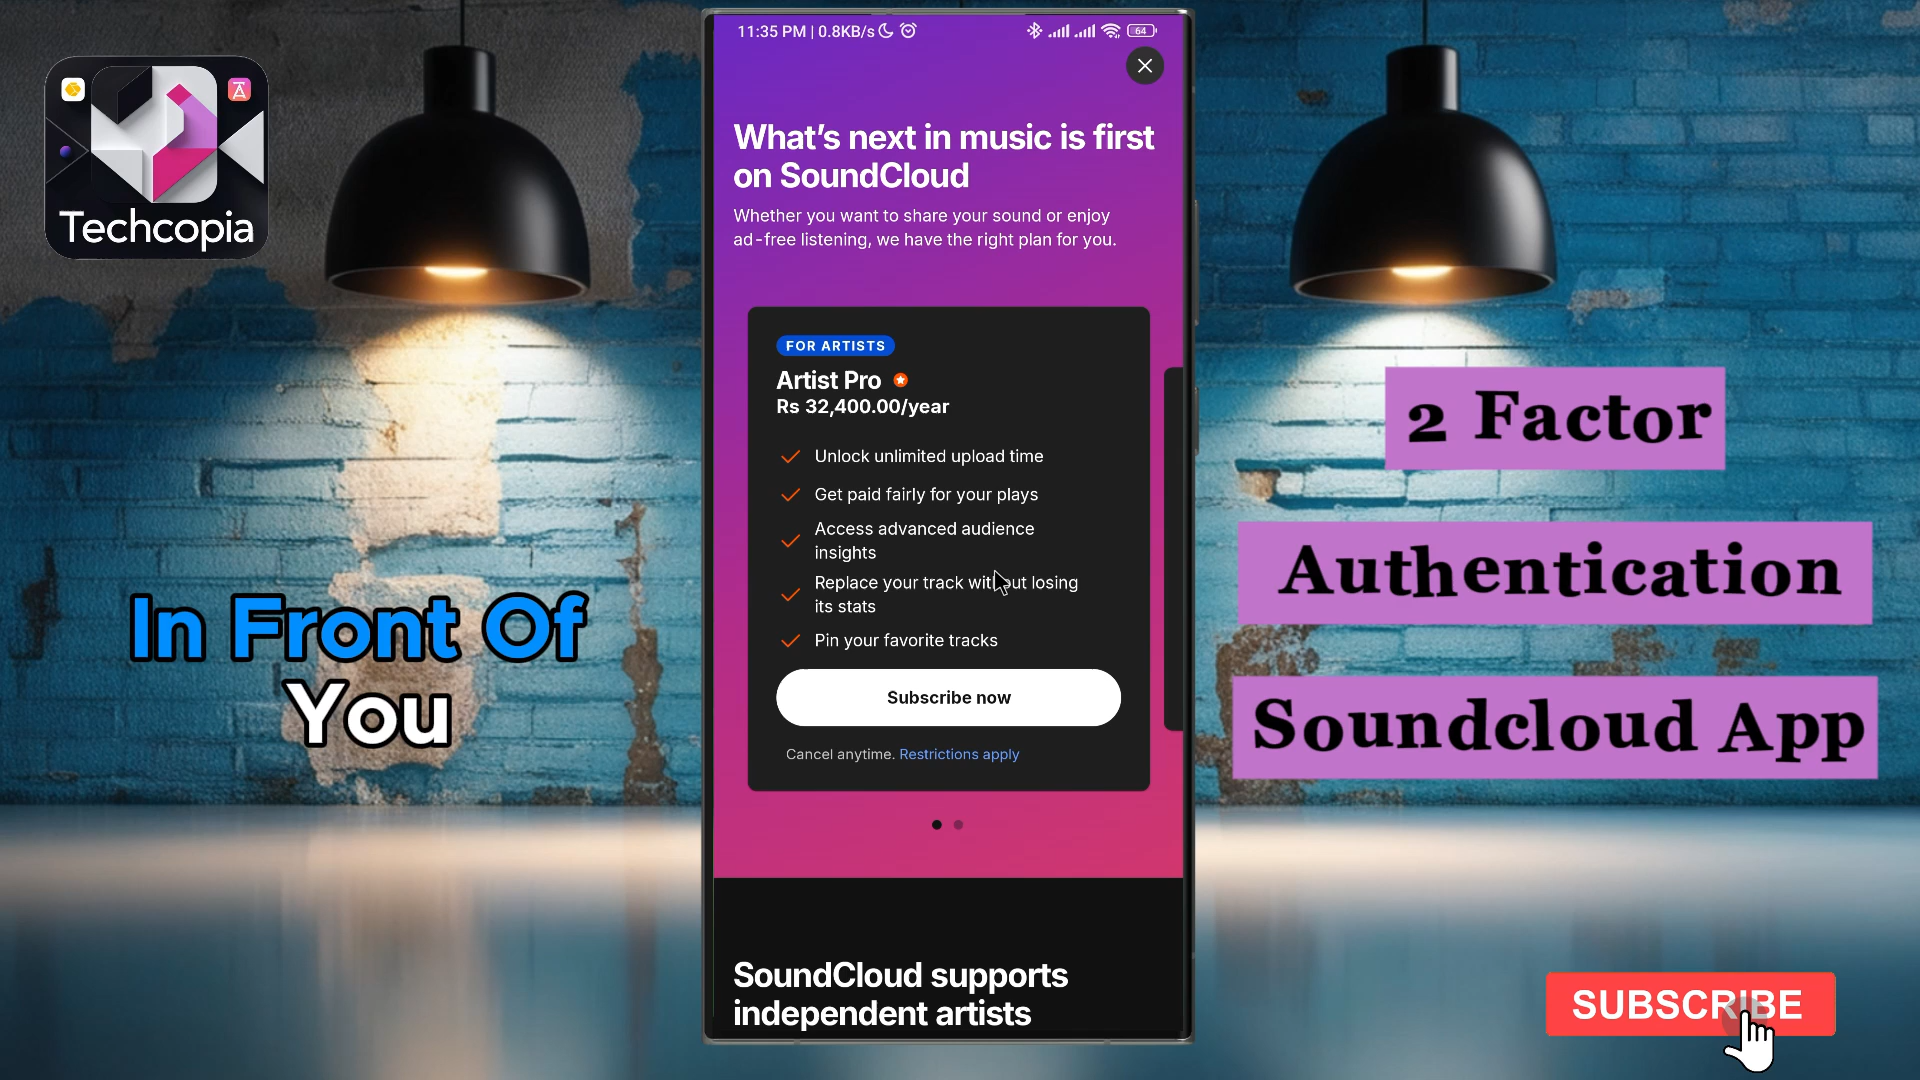 Techcopia
In Front Of
You
11:35 PM | 0.8KB/s
64
What's next in music is first
on SoundCloud
Whether you want to share your sound or enjoy
ad-free listening, we have the right plan for you.
FOR ARTISTS
Artist Pro
Rs 32,400.00/year
Unlock unlimited upload time
Get paid fairly for your plays
Access advanced audience
insights
Replace your track without losing
its stats
Pin your favorite tracks
Subscribe now
Cancel anytime. Restrictions apply
SoundCloud supports
independent artists
2 Factor
Authentication
Soundcloud App
SUBSCRIBE